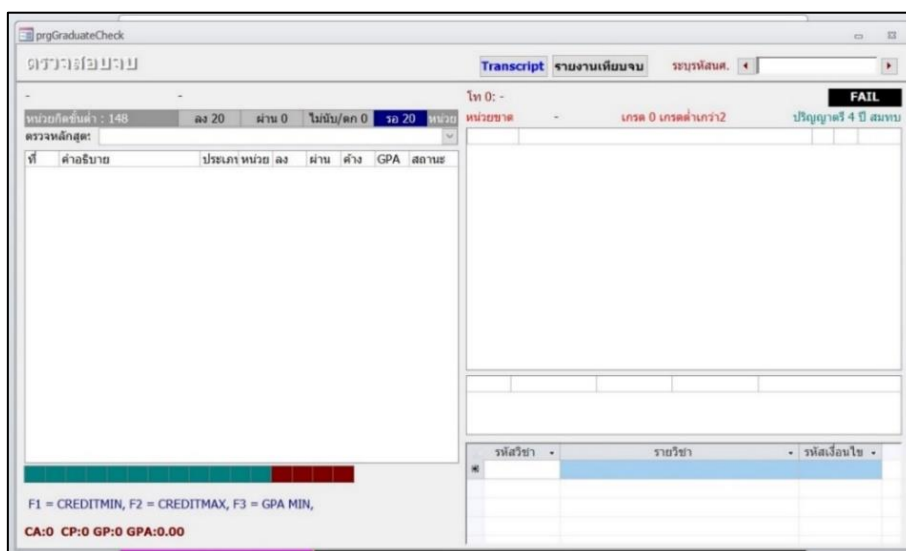 prgGraduateCheck
ตรวจสอบจบ
Transcript รายงานเทียบจบ ระบุรหัสนศ.
- -
โท 0: - FAIL
หน่วยกิตขั้นต่ำ : 148 ลง 20 ผ่าน 0 ไม่นับ/ตก 0 รอ 20 หน่วย
หน่วยขาด - เกรด 0 เกรดต่ำกว่า2 ปริญญาตรี 4 ปี สมทบ
ตรวจหลักสูต:
ที่ คำอธิบาย ประเภท หน่วย ลง ผ่าน ค้าง GPA สถานะ
รหัสวิชา รายวิชา รหัสเงื่อนไข
F1 = CREDITMIN, F2 = CREDITMAX, F3 = GPA MIN,
CA:0 CP:0 GP:0 GPA:0.00